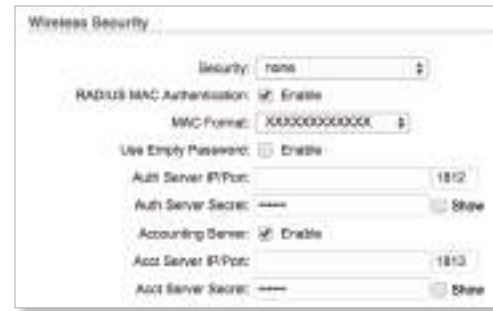 Wireless Security
Security: none
RADIUS MAC Authentication: Enable
MAC Format: XXXXXXXXXXXX
Use Empty Password: Enable
Auth Server IP/Port: 1812
Auth Server Secret: Show
Accounting Server: Enable
Acct Server IP/Port: 1813
Acct Server Secret: Show